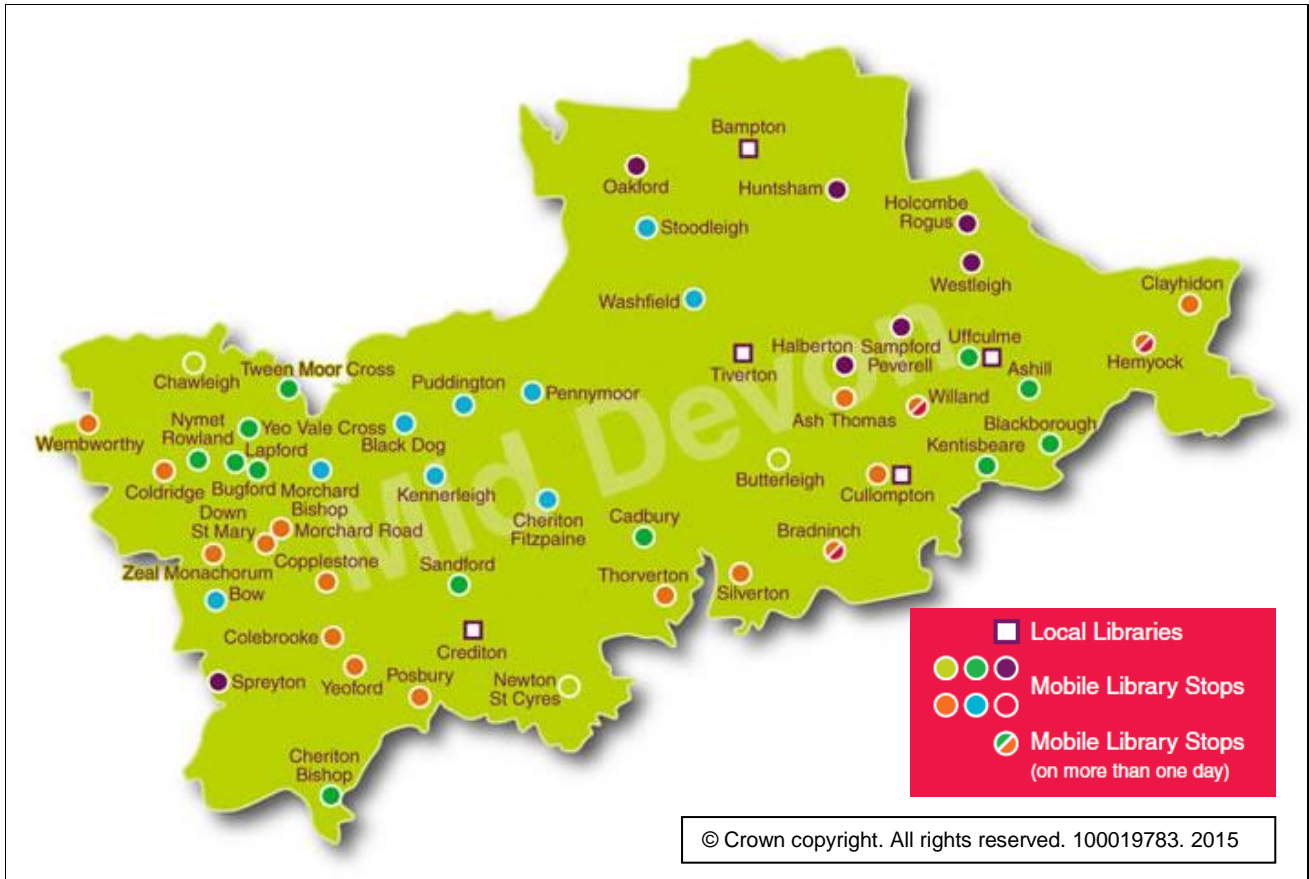 Bampton
Oakford
Huntsham
Holcombe
Rogus
Stoodleigh
Westleigh
Clayhidon
Washfield
Mid Devon
Halberton
Sampford
Peverell
Uffculme
Hemyock
Tiverton
Ashill
Chawleigh
Tween Moor Cross
Puddington
Pennymoor
Ash Thomas
Willand
Blackborough
Nymet
Rowland
Yeo Vale Cross
Wembworthy
Black Dog
Kentisbeare
Lapford
Coldridge
Bugford
Morchard
Bishop
Kennerleigh
Butterleigh
Cullompton
Down
St Mary
Morchard Road
Cheriton
Fitzpaine
Cadbury
Bradninch
Zeal Monachorum
Copplestone
Sandford
Thorverton
Silverton
Bow
Colebrooke
Crediton
Spreyton
Yeoford
Posbury
Newton
St Cyres
Cheriton
Bishop
Local Libraries
Mobile Library Stops
Mobile Library Stops
(on more than one day)
© Crown copyright. All rights reserved. 100019783. 2015